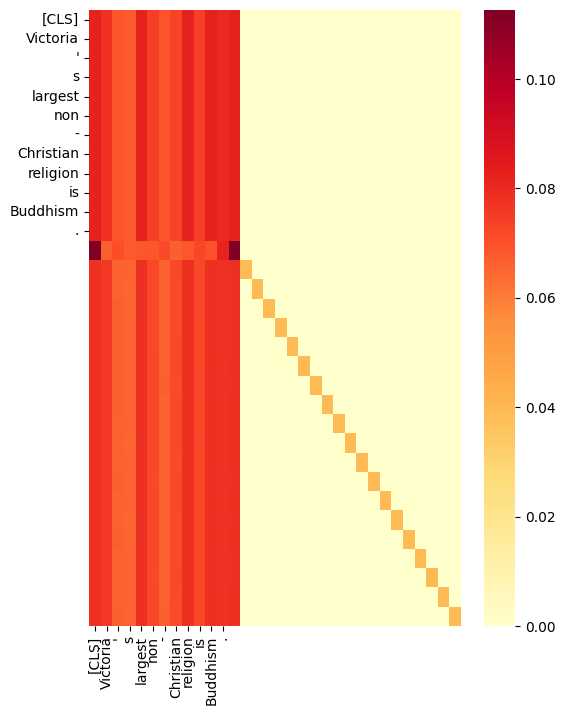 [CLS]
Victoria
'
s
largest
non
-
Christian
religion
is
Buddhism
.
0.10
0.08
0.06
0.04
0.02
0.00
[CLS]
Victoria
'
s
largest
non
-
Christian
religion
is
Buddhism
.